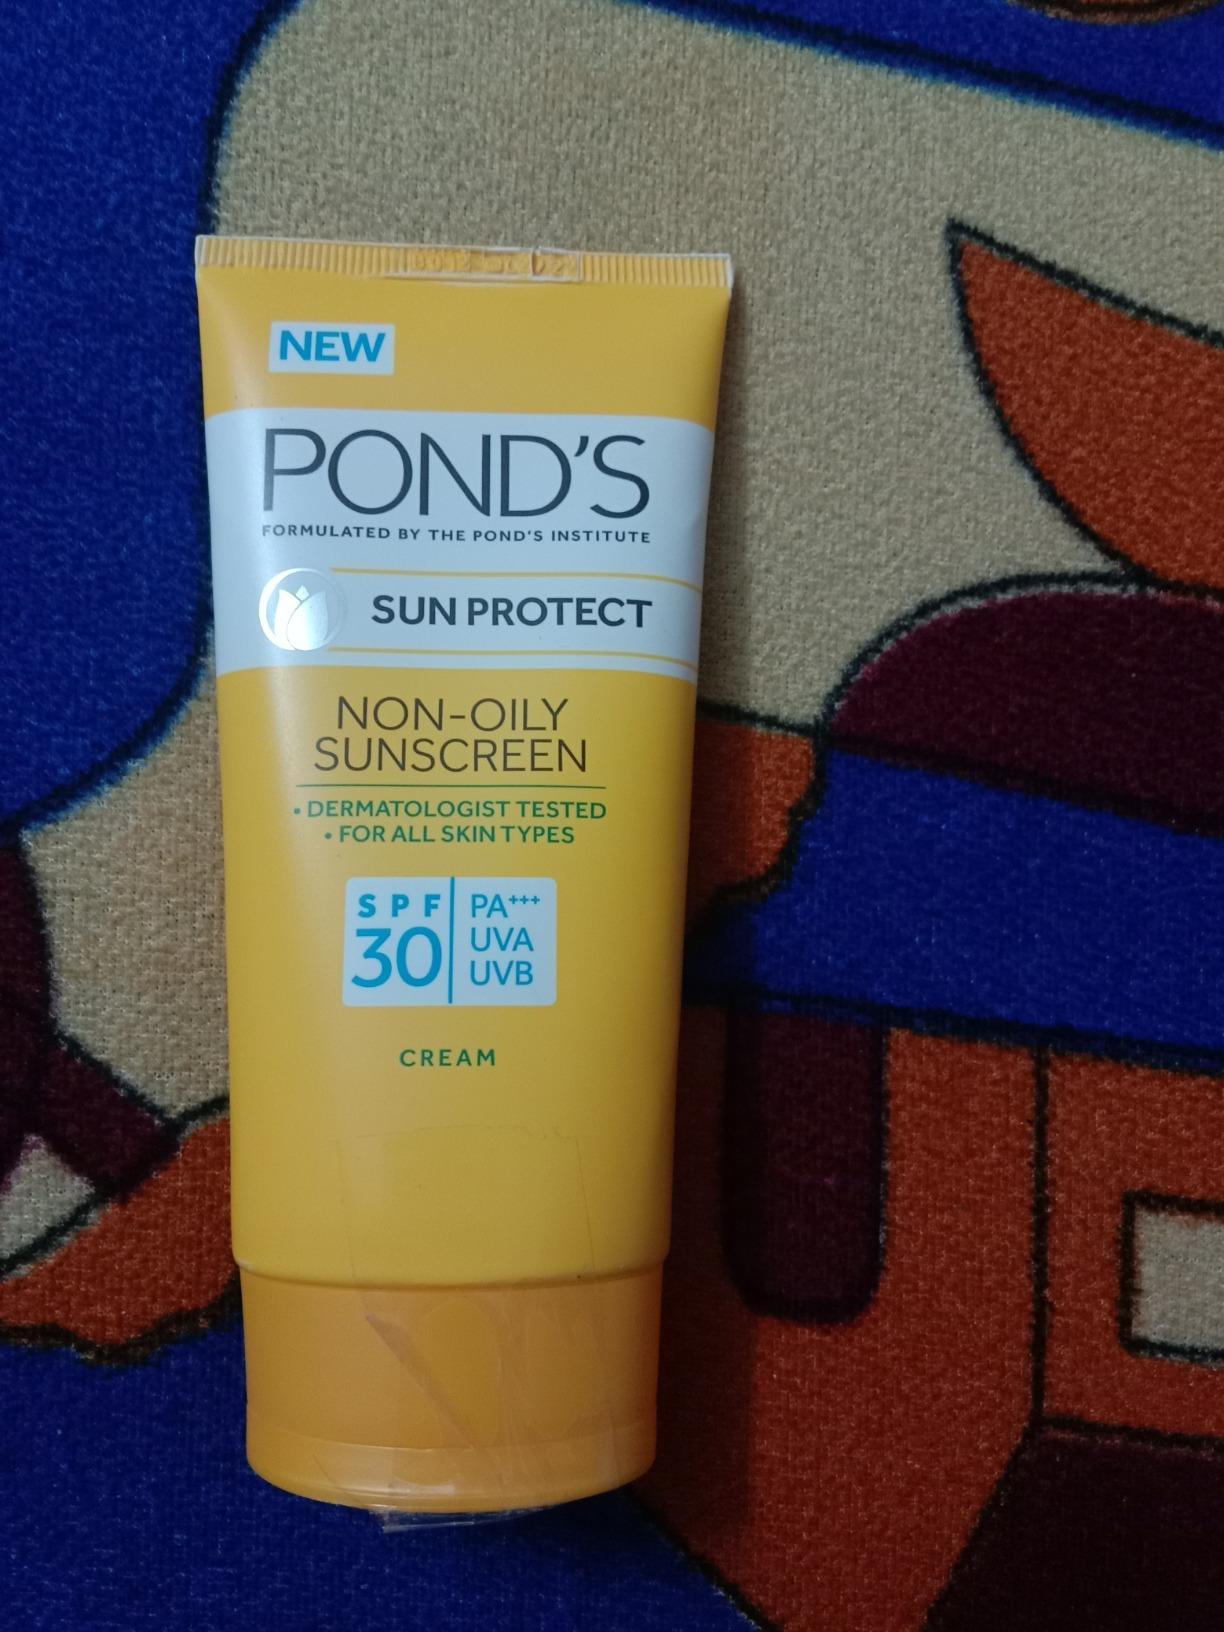 NEW
POND'S
FORMULATED BY THE POND'S INSTITUTE
SUN PROTECT
NON-OILY
SUNSCREEN
• DERMATOLOGIST TESTED
• FOR ALL SKIN TYPES
SPF
30
PA+++
UVA
UVB
CREAM